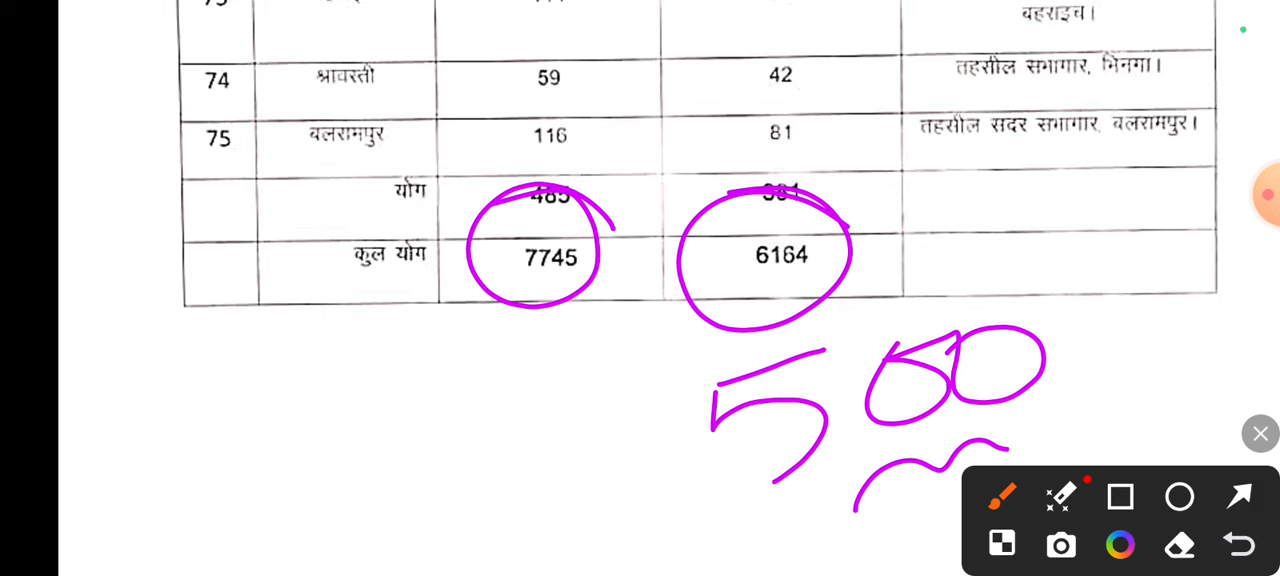 बहराइच।
74 श्रावस्ती 59 42 तहसील सभागार, भिनगा।
75 बलरामपुर 116 81 तहसील सदर सभागार, बलरामपुर।
योग 485
कुल योग 7745 6164
500